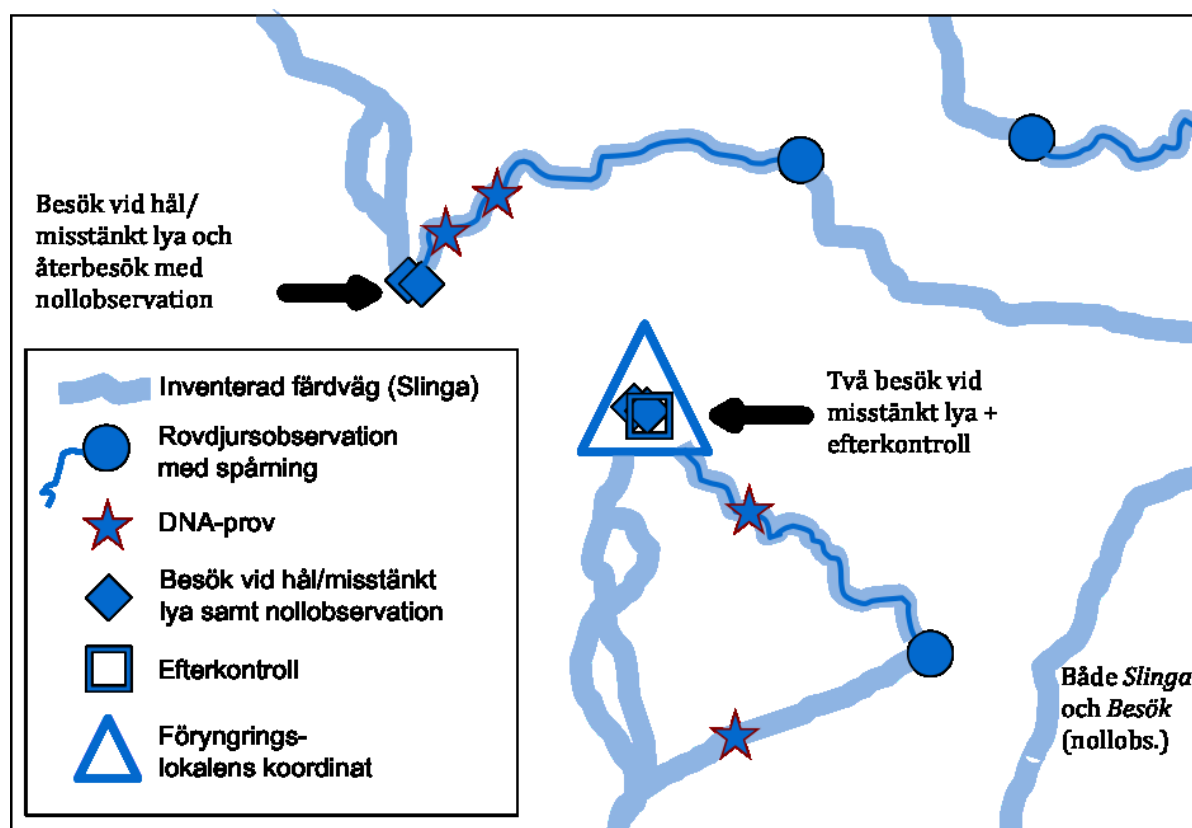 Besök vid hål/
misstänkt lya och
återbesök med
nollobservation
Inventerad färdväg (Slinga)
Rovdjursobservation
med spårning
DNA-prov
Besök vid hål/misstänkt
lya samt nollobservation
Efterkontroll
Föryngrings-
lokalens koordinat
Två besök vid
misstänkt lya +
efterkontroll
Både Slinga
och Besök
(nollobs.)